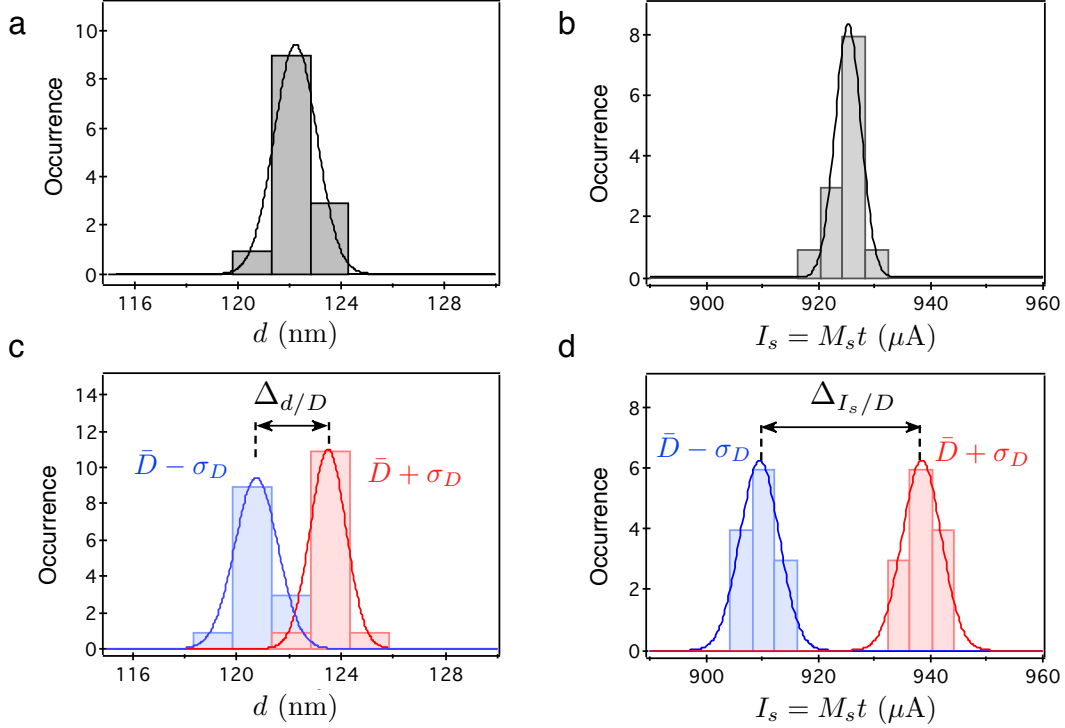 a
Occurrence
10
8
6
4
2
0
116
120
124
128
d (nm)
b
Occurrence
8
6
4
2
0
900
920
940
960
I_s = M_s t (μA)
c
Occurrence
14
12
10
8
6
4
2
0
Δ_{d/D}
D̄ − σ_D
D̄ + σ_D
116
120
124
128
d (nm)
d
Occurrence
8
6
4
2
0
Δ_{I_s/D}
D̄ − σ_D
D̄ + σ_D
900
920
940
960
I_s = M_s t (μA)